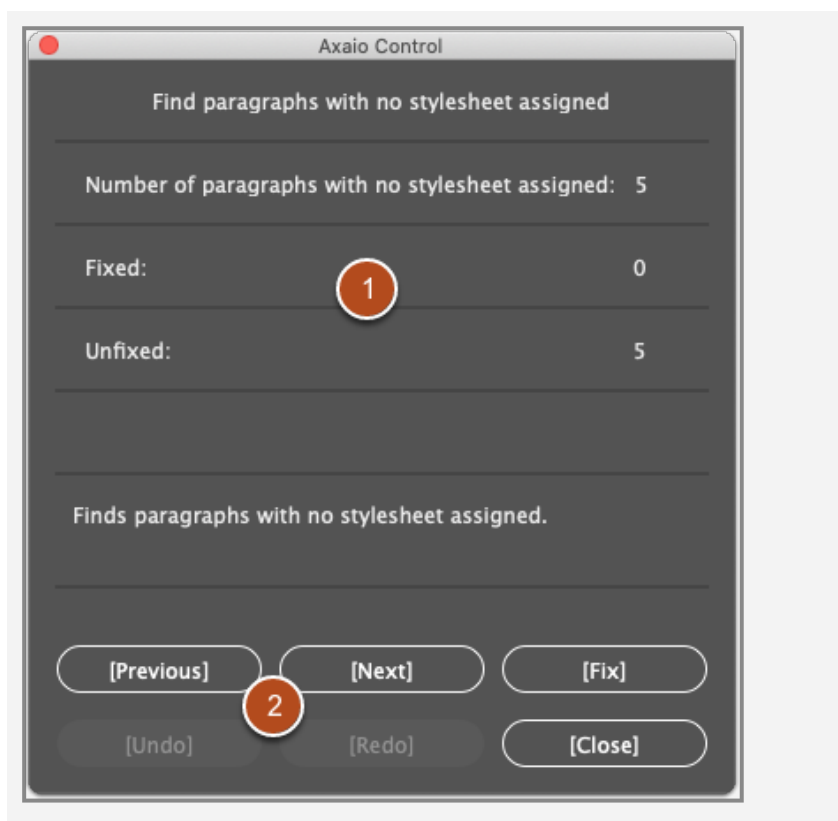 Axaio Control
Find paragraphs with no stylesheet assigned
Number of paragraphs with no stylesheet assigned: 5
Fixed: 0
1
Unfixed: 5
Finds paragraphs with no stylesheet assigned.
[Previous] [Next] [Fix]
2
[Undo] [Redo] [Close]